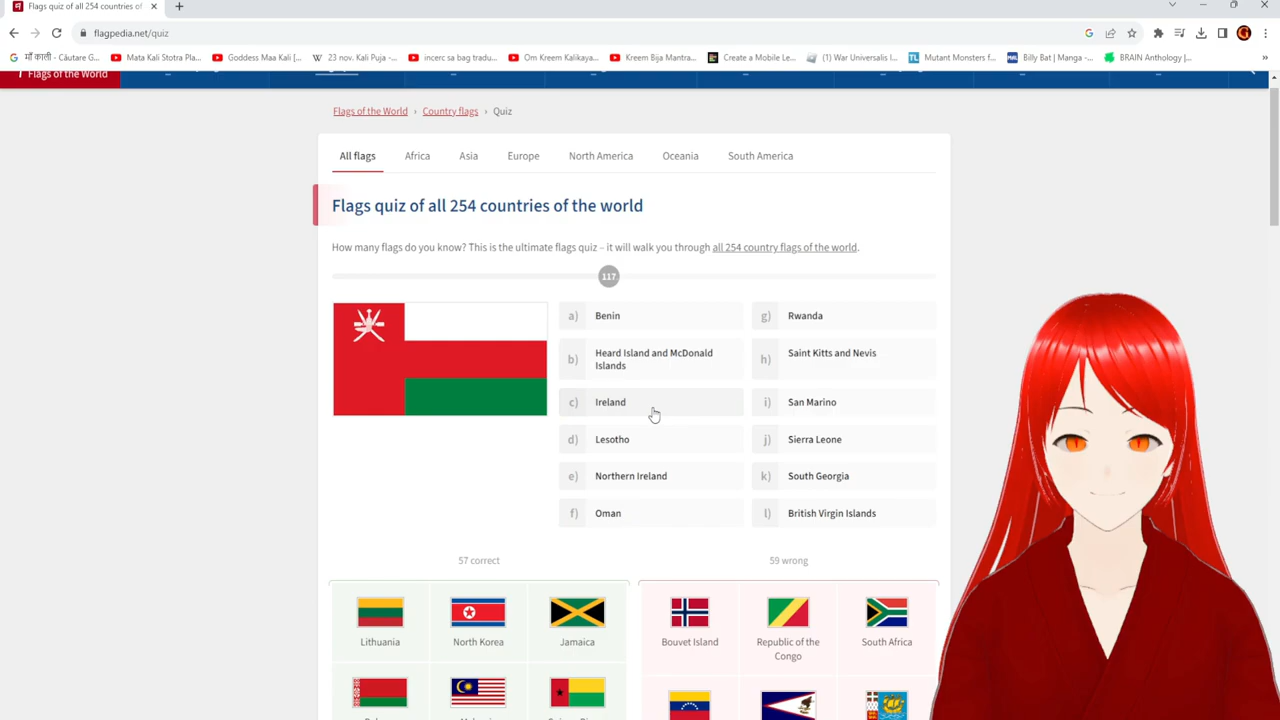 Flags quiz of all 254 countries of
flagpedia.net/quiz
माँ काली - Căutare G...
Mata Kali Stotra Pla...
Goddess Maa Kali [...
23 nov. Kali Puja -...
incerc sa bag tradu...
Om Kreem Kalikaya...
Kreem Bija Mantra...
Create a Mobile Le...
(1) War Universalis I...
Mutant Monsters f...
Billy Bat | Manga -...
BRAIN Anthology |...
Flags of the World
Flags of the World › Country flags › Quiz
All flags Africa Asia Europe North America Oceania South America
Flags quiz of all 254 countries of the world
How many flags do you know? This is the ultimate flags quiz – it will walk you through all 254 country flags of the world.
117
a) Benin
b) Heard Island and McDonald
Islands
c) Ireland
d) Lesotho
e) Northern Ireland
f) Oman
g) Rwanda
h) Saint Kitts and Nevis
i) San Marino
j) Sierra Leone
k) South Georgia
l) British Virgin Islands
57 correct
59 wrong
Lithuania
North Korea
Jamaica
Bouvet Island
Republic of the
Congo
South Africa